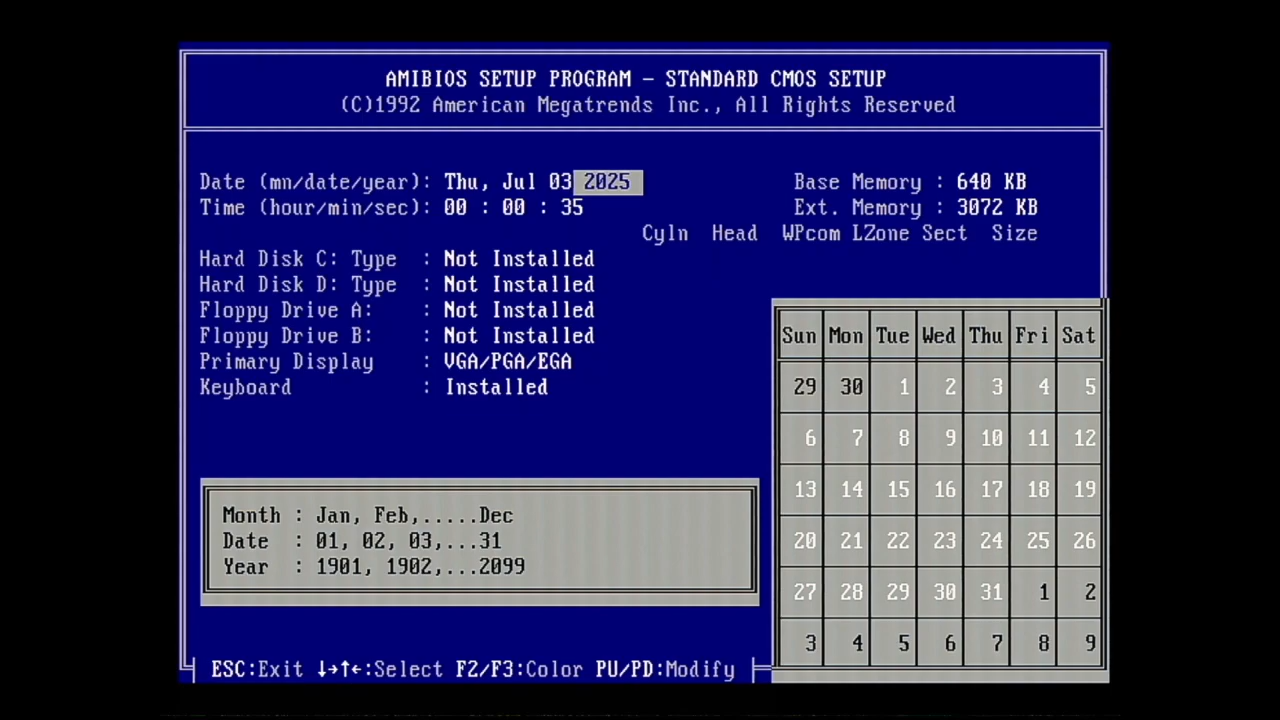 AMIBIOS SETUP PROGRAM – STANDARD CMOS SETUP
(C)1992 American Megatrends Inc., All Rights Reserved
Date (mn/date/year): Thu, Jul 03 2025 Base Memory : 640 KB
Time (hour/min/sec): 00 : 00 : 35 Ext. Memory : 3072 KB
Cyln Head WPcom LZone Sect Size
Hard Disk C: Type : Not Installed
Hard Disk D: Type : Not Installed
Floppy Drive A: : Not Installed
Floppy Drive B: : Not Installed
Primary Display : VGA/PGA/EGA
Keyboard : Installed
Sun Mon Tue Wed Thu Fri Sat
29 30 1 2 3 4 5
6 7 8 9 10 11 12
13 14 15 16 17 18 19
20 21 22 23 24 25 26
27 28 29 30 31 1 2
3 4 5 6 7 8 9
Month : Jan, Feb,.....Dec
Date : 01, 02, 03,...31
Year : 1901, 1902,...2099
ESC:Exit ↓→↑←:Select F2/F3:Color PU/PD:Modify